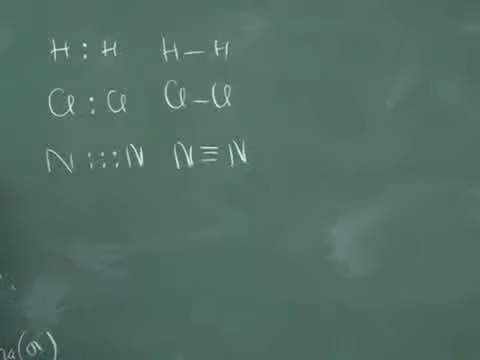 H : H H – H
Cl : Cl Cl – Cl
N ::: N N ≡ N